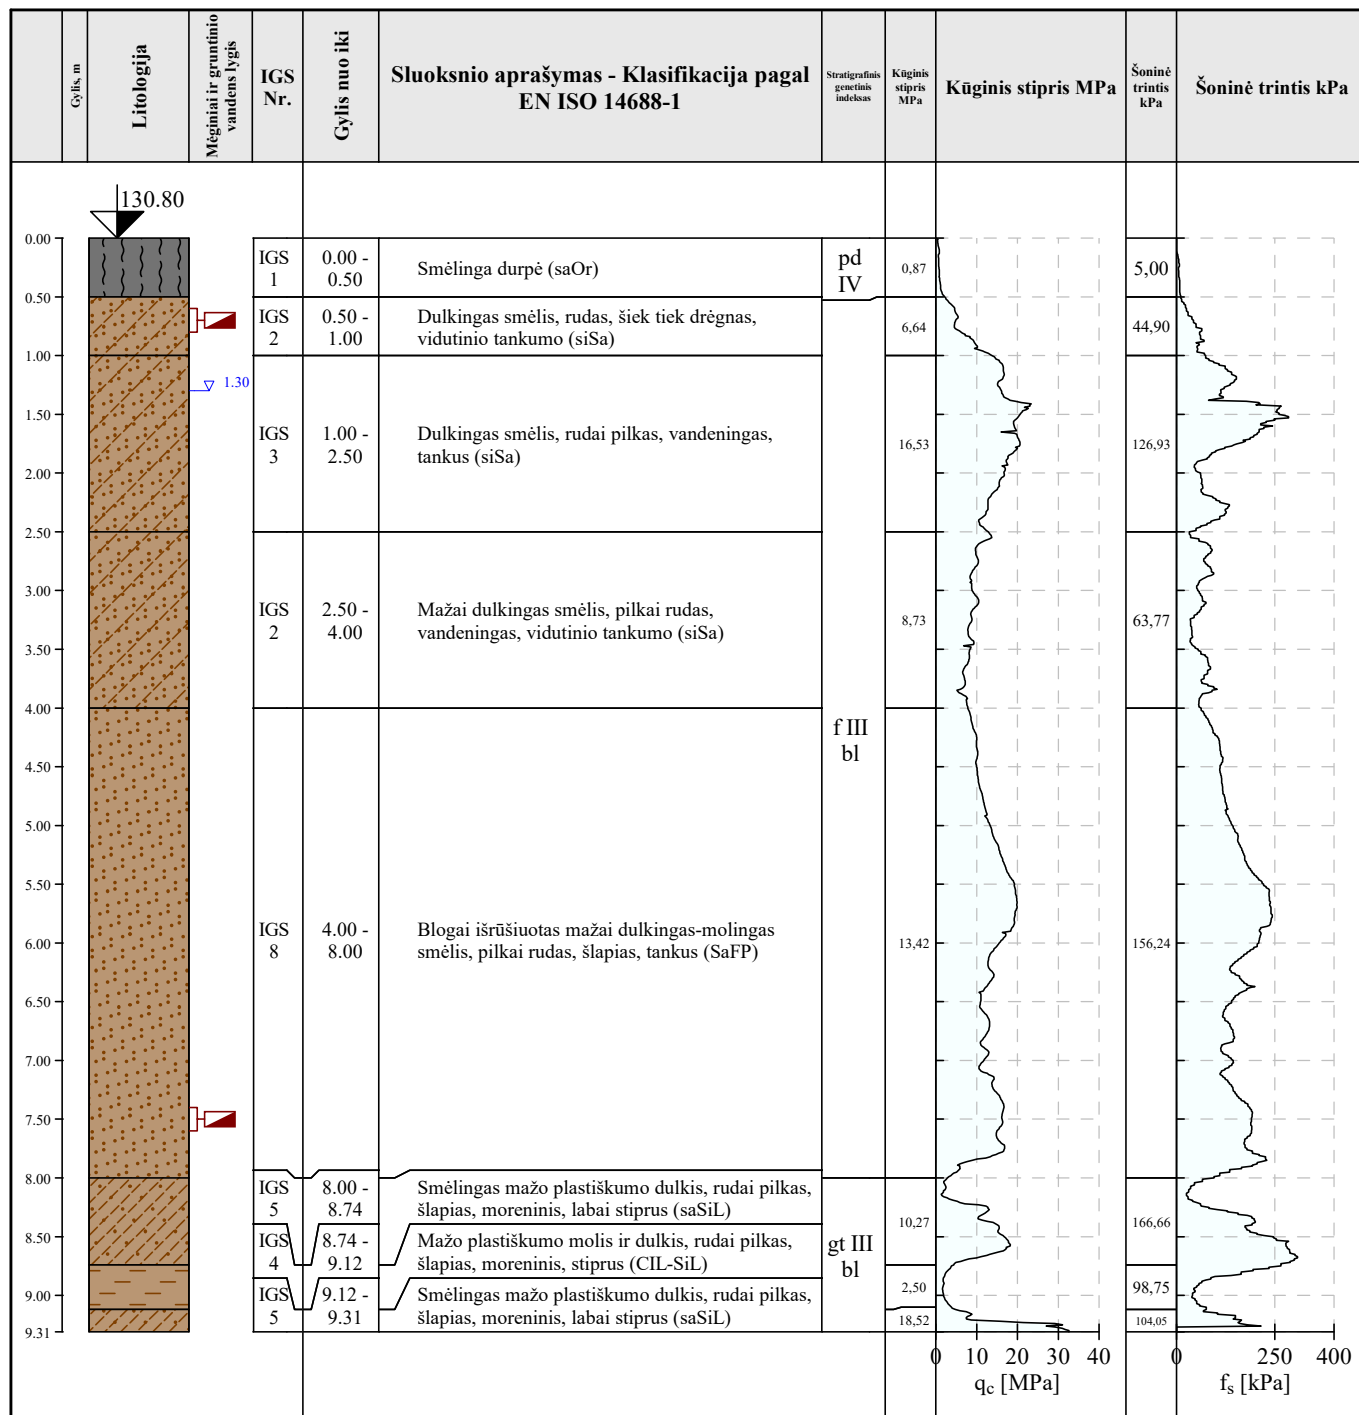 Gylis, m
Litologija
Mėginiai ir gruntinio
vandens lygis
IGS
Nr.
Gylis nuo iki
Sluoksnio aprašymas - Klasifikacija pagal
EN ISO 14688-1
Stratigrafinis
genetinis
indeksas
Kūginis
stipris
MPa
Kūginis stipris MPa
Šoninė
trintis
kPa
Šoninė trintis kPa
130.80
0.00
0.50
1.00
1.50
2.00
2.50
3.00
3.50
4.00
4.50
5.00
5.50
6.00
6.50
7.00
7.50
8.00
8.50
9.00
9.31
1.30
IGS
1
0.00 -
0.50
Smėlinga durpė (saOr)
pd
IV
0,87
5,00
IGS
2
0.50 -
1.00
Dulkingas smėlis, rudas, šiek tiek drėgnas,
vidutinio tankumo (siSa)
6,64
44,90
IGS
3
1.00 -
2.50
Dulkingas smėlis, rudai pilkas, vandeningas,
tankus (siSa)
16,53
126,93
IGS
2
2.50 -
4.00
Mažai dulkingas smėlis, pilkai rudas,
vandeningas, vidutinio tankumo (siSa)
8,73
63,77
f III
bl
IGS
8
4.00 -
8.00
Blogai išrūšiuotas mažai dulkingas-molingas
smėlis, pilkai rudas, šlapias, tankus (SaFP)
13,42
156,24
IGS
5
8.00 -
8.74
Smėlingas mažo plastiškumo dulkis, rudai pilkas,
šlapias, moreninis, labai stiprus (saSiL)
10,27
166,66
gt III
bl
IGS
4
8.74 -
9.12
Mažo plastiškumo molis ir dulkis, rudai pilkas,
šlapias, moreninis, stiprus (CIL-SiL)
2,50
98,75
IGS
5
9.12 -
9.31
Smėlingas mažo plastiškumo dulkis, rudai pilkas,
šlapias, moreninis, labai stiprus (saSiL)
18,52
104,05
0 10 20 30 40
qc [MPa]
0 250 400
fs [kPa]